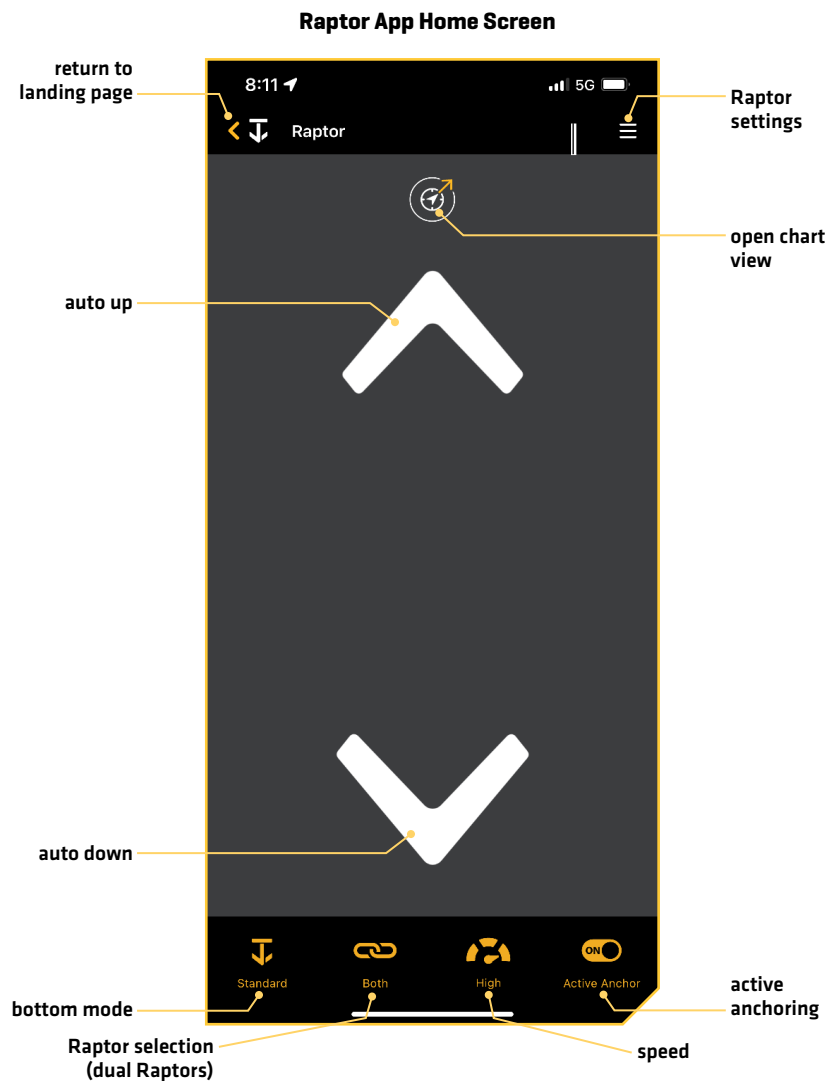 Raptor App Home Screen
return to
landing page
8:11
5G
Raptor
Raptor
settings
open chart
view
auto up
auto down
ON
Standard
Both
High
Active Anchor
bottom mode
active
anchoring
Raptor selection
(dual Raptors)
speed